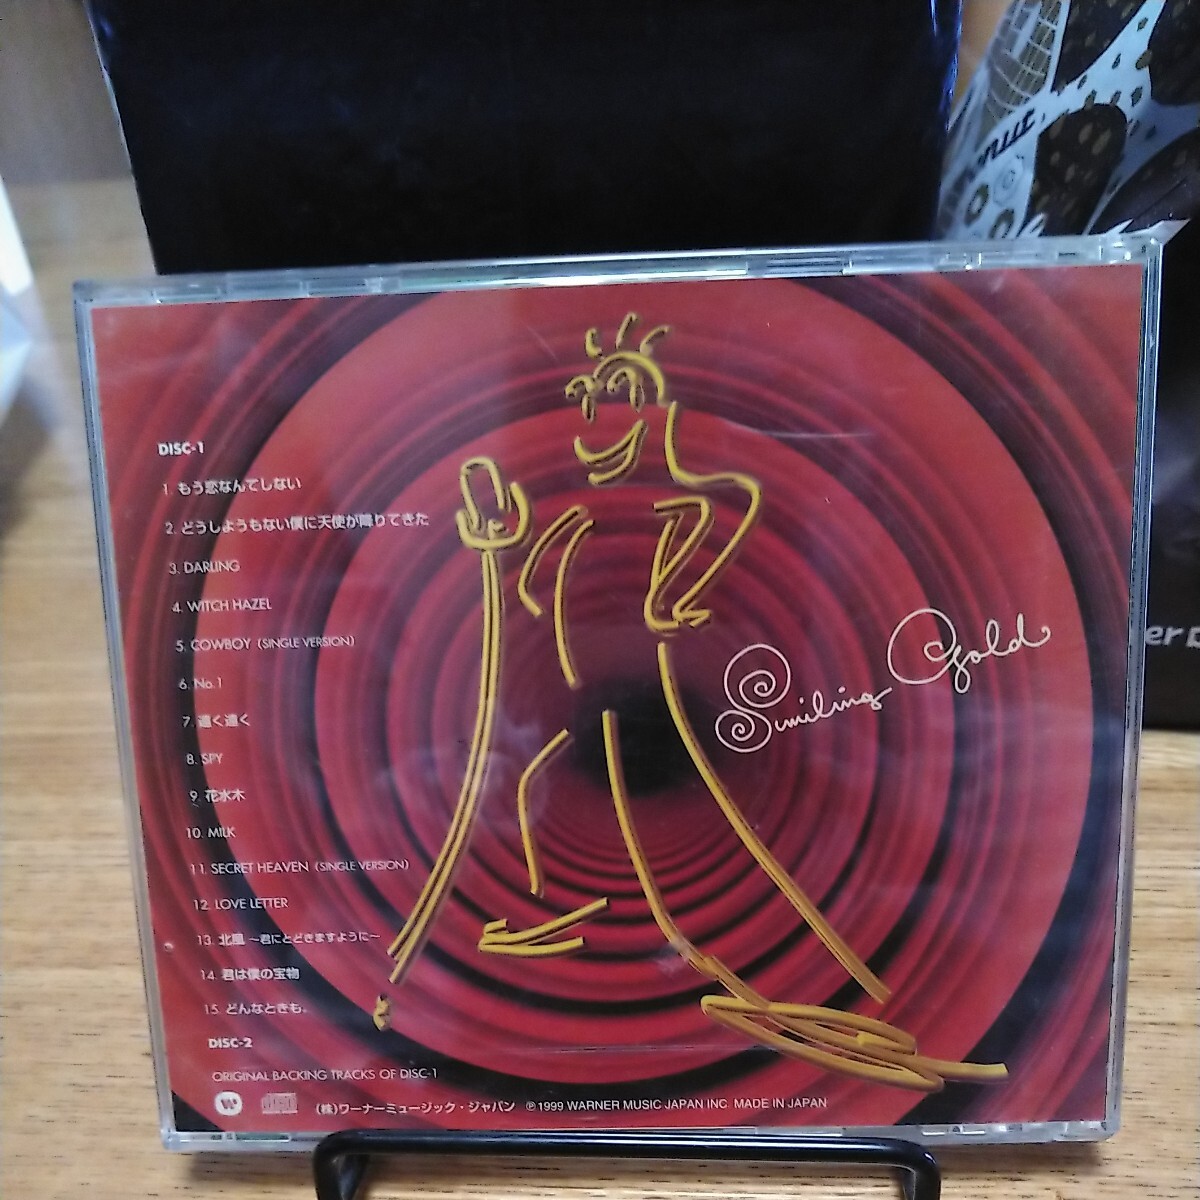 DISC-1
1. もう恋なんてしない
2. どうしようもない僕に天使が降りてきた
3. DARLING
4. WITCH HAZEL
5. COWBOY (SINGLE VERSION)
6. No.1
7. 遠く遠く
8. SPY
9. 花水木
10. MILK
11. SECRET HEAVEN (SINGLE VERSION)
12. LOVE LETTER
13. 北風 ～君にとどきますように～
14. 君は僕の宝物
15. どんなときも。
DISC-2
ORIGINAL BACKING TRACKS OF DISC-1
(株)ワーナーミュージック・ジャパン ℗1999 WARNER MUSIC JAPAN INC. MADE IN JAPAN
Smiling Gold